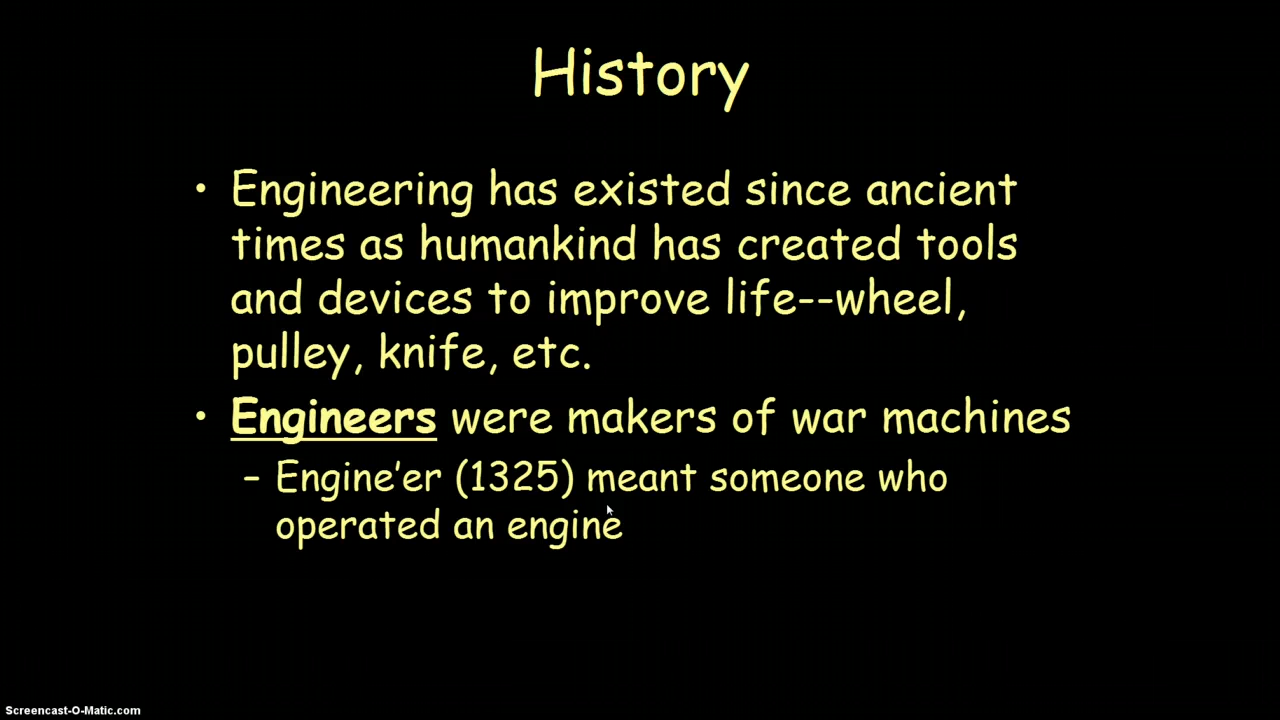 History
• Engineering has existed since ancient
times as humankind has created tools
and devices to improve life--wheel,
pulley, knife, etc.
• Engineers were makers of war machines
– Engine’er (1325) meant someone who
operated an engine
Screencast-O-Matic.com